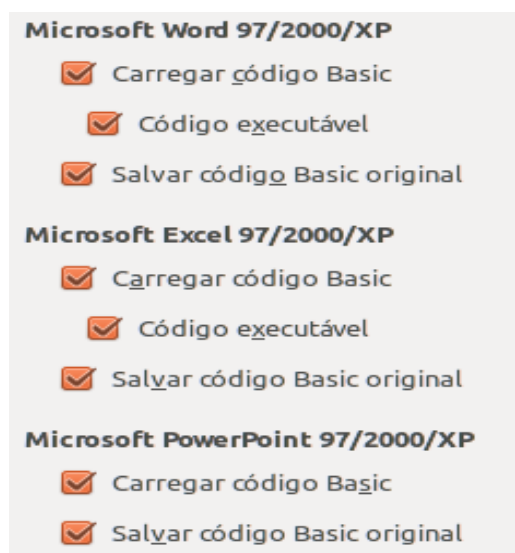 Microsoft Word 97/2000/XP
Carregar código Basic
Código executável
Salvar código Basic original
Microsoft Excel 97/2000/XP
Carregar código Basic
Código executável
Salvar código Basic original
Microsoft PowerPoint 97/2000/XP
Carregar código Basic
Salvar código Basic original